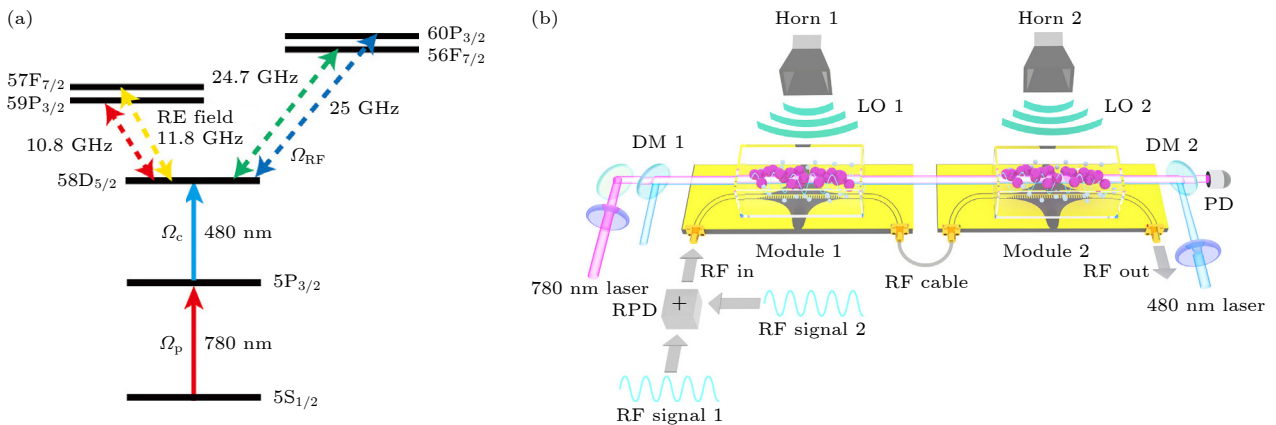 (a)
60P3/2
56F7/2
24.7 GHz
57F7/2
59P3/2
RE field
11.8 GHz
10.8 GHz
25 GHz
ΩRF
58D5/2
Ωc
480 nm
5P3/2
Ωp
780 nm
5S1/2
(b)
Horn 1
Horn 2
LO 1
LO 2
DM 1
DM 2
PD
Module 1
Module 2
RF in
RF cable
RF out
780 nm laser
480 nm laser
RPD
+
RF signal 2
RF signal 1